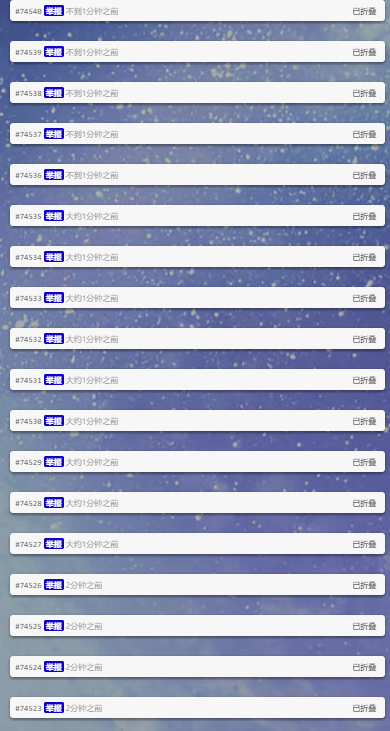 #74540 举报 不到1分钟之前 已折叠
#74539 举报 不到1分钟之前 已折叠
#74538 举报 不到1分钟之前 已折叠
#74537 举报 不到1分钟之前 已折叠
#74536 举报 不到1分钟之前 已折叠
#74535 举报 大约1分钟之前 已折叠
#74534 举报 大约1分钟之前 已折叠
#74533 举报 大约1分钟之前 已折叠
#74532 举报 大约1分钟之前 已折叠
#74531 举报 大约1分钟之前 已折叠
#74530 举报 大约1分钟之前 已折叠
#74529 举报 大约1分钟之前 已折叠
#74528 举报 大约1分钟之前 已折叠
#74527 举报 大约1分钟之前 已折叠
#74526 举报 2分钟之前 已折叠
#74525 举报 2分钟之前 已折叠
#74524 举报 2分钟之前 已折叠
#74523 举报 2分钟之前 已折叠